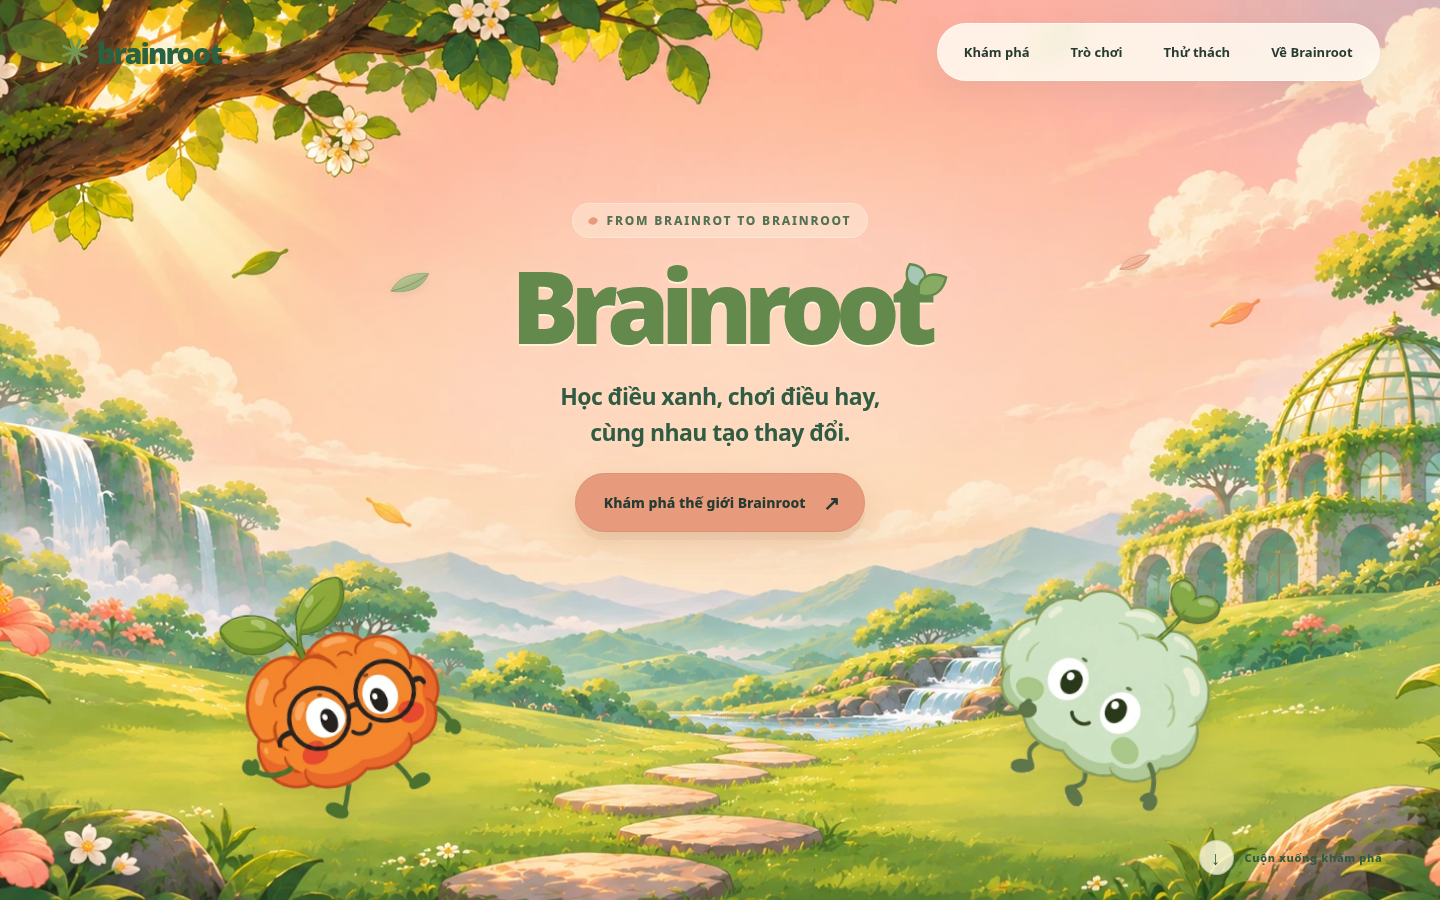 brainroot.
Khám phá
Trò chơi
Thử thách
Về Brainroot
FROM BRAINROT TO BRAINROOT
Brainroot
Học điều xanh, chơi điều hay,
cùng nhau tạo thay đổi.
Khám phá thế giới Brainroot ↗
↓ Cuộn xuống khám phá